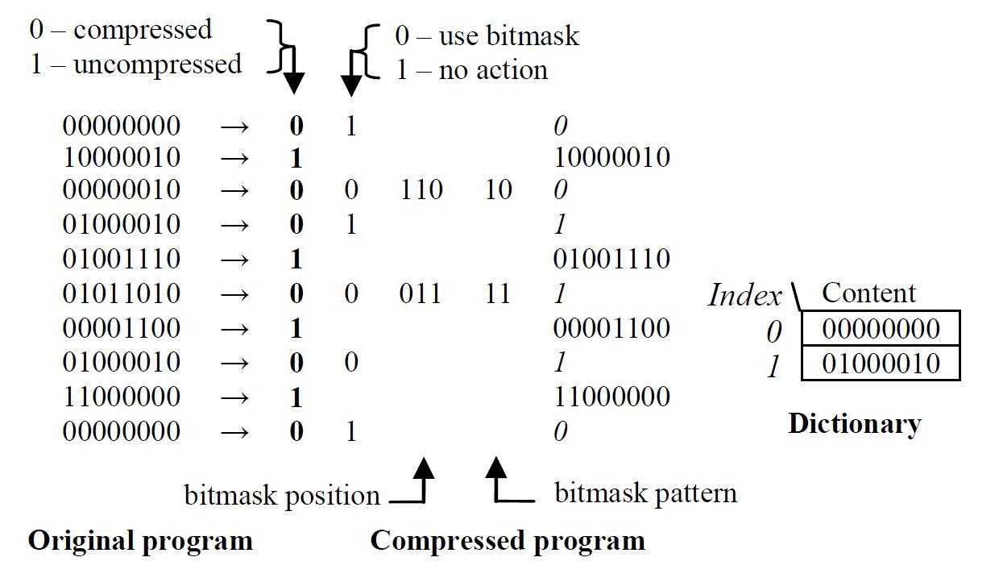 0 – compressed
1 – uncompressed
0 – use bitmask
1 – no action
00000000 → 0 1 0
10000010 → 1 10000010
00000010 → 0 0 110 10 0
01000010 → 0 1 1
01001110 → 1 01001110
01011010 → 0 0 011 11 1
00001100 → 1 00001100
01000010 → 0 0 1
11000000 → 1 11000000
00000000 → 0 1 0
Index \ Content
0 00000000
1 01000010
Dictionary
bitmask position
bitmask pattern
Original program
Compressed program